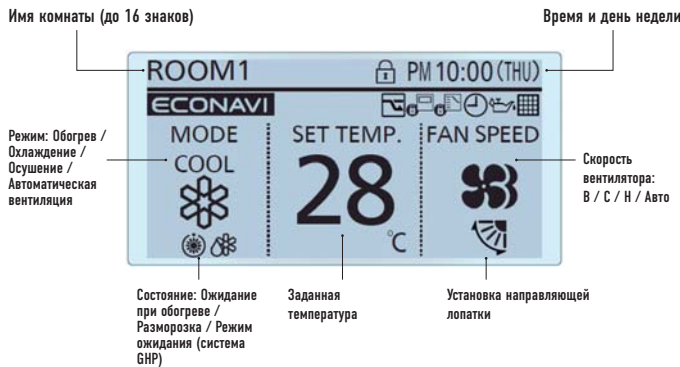 Имя комнаты (до 16 знаков)
Время и день недели
ROOM1
PM 10:00 (THU)
ECONAVI
MODE
SET TEMP.
FAN SPEED
COOL
28
°C
Режим: Обогрев /
Охлаждение /
Осушение /
Автоматическая
вентиляция
Скорость
вентилятора:
В / С / Н / Авто
Состояние: Ожидание
при обогреве /
Разморозка / Режим
ожидания (система
GHP)
Заданная
температура
Установка направляющей
лопатки